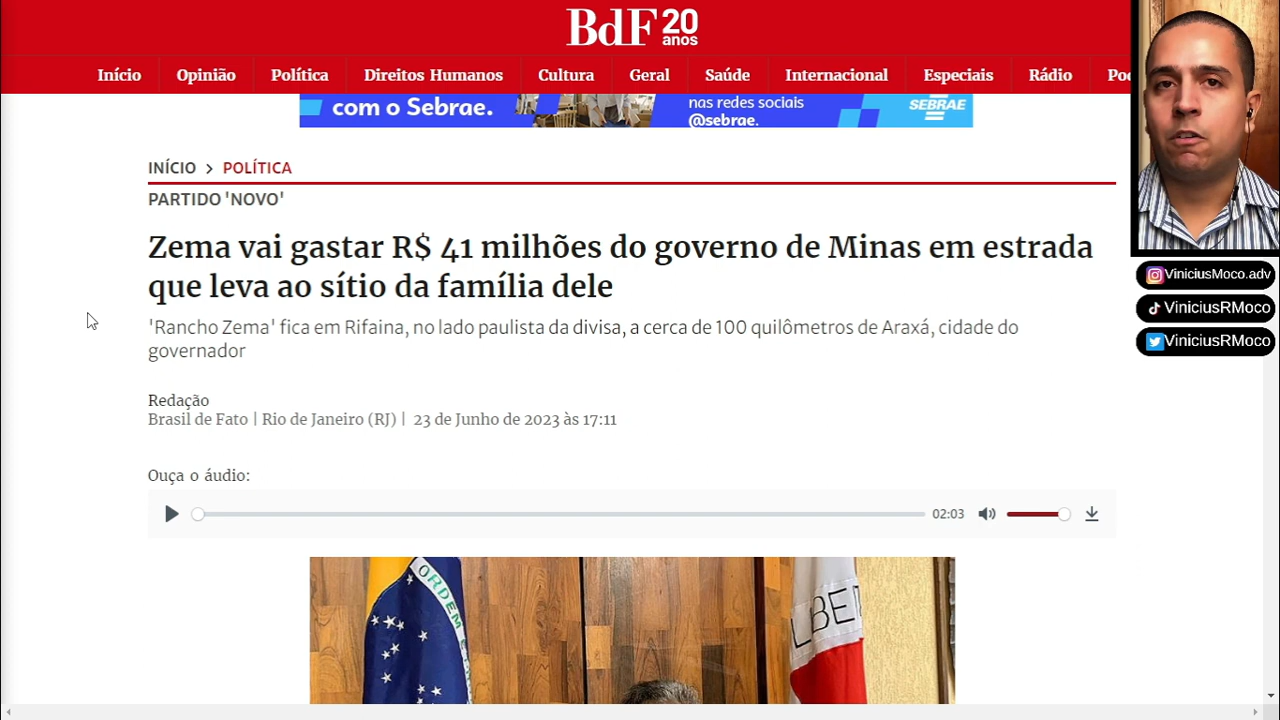 BdF 20 anos
Início Opinião Política Direitos Humanos Cultura Geral Saúde Internacional Especiais Rádio
com o Sebrae.
nas redes sociais
@sebrae.
SEBRAE
INÍCIO > POLÍTICA
PARTIDO 'NOVO'
Zema vai gastar R$ 41 milhões do governo de Minas em estrada
que leva ao sítio da família dele
'Rancho Zema' fica em Rifaina, no lado paulista da divisa, a cerca de 100 quilômetros de Araxá, cidade do
governador
Redação
Brasil de Fato | Rio de Janeiro (RJ) | 23 de Junho de 2023 às 17:11
Ouça o áudio:
02:03
ORDEM E
LIBER
ViniciusMoco.adv
ViniciusRMoco
ViniciusRMoco